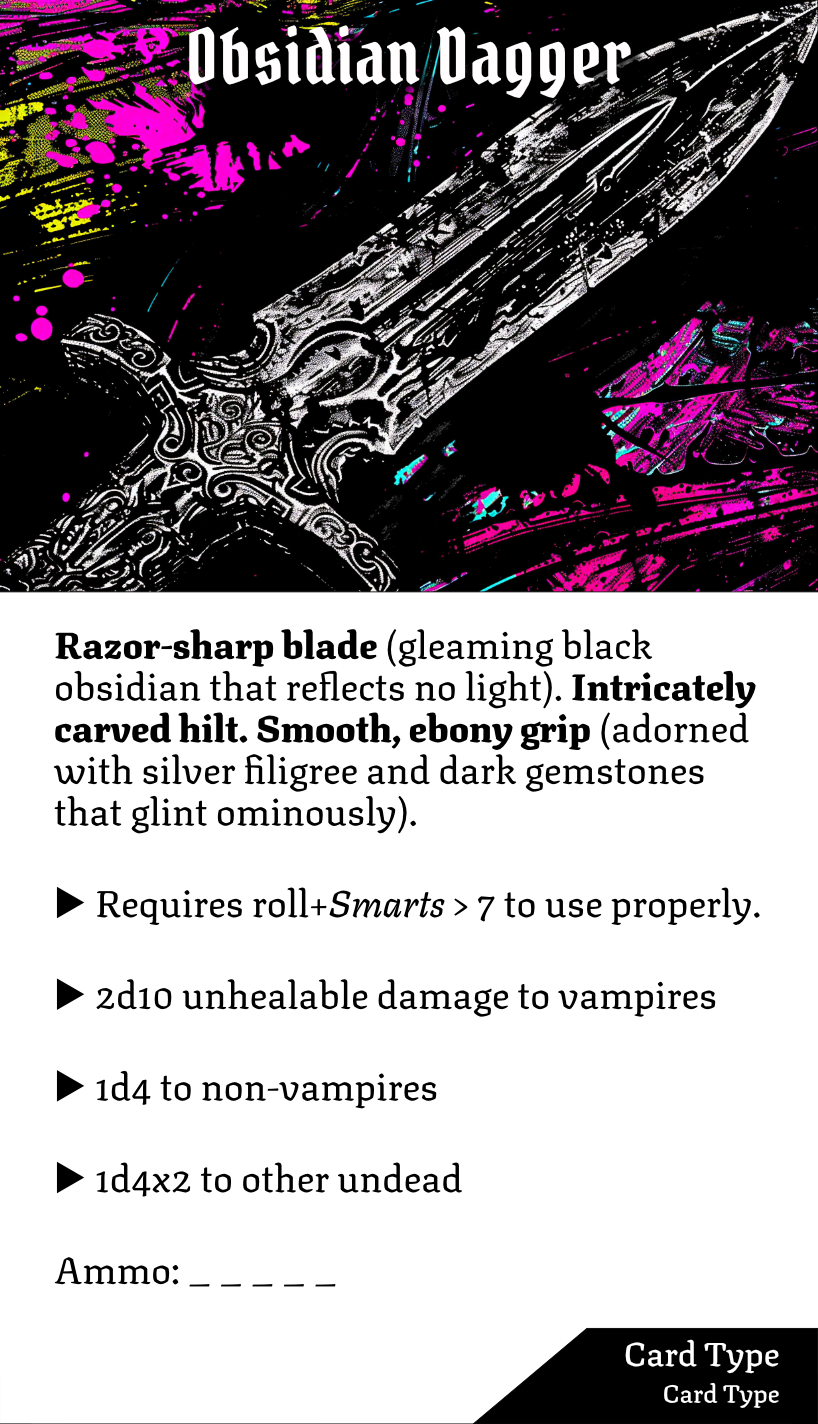 Obsidian Dagger
Razor-sharp blade (gleaming black
obsidian that reflects no light). Intricately
carved hilt. Smooth, ebony grip (adorned
with silver filigree and dark gemstones
that glint ominously).
▶ Requires roll+Smarts > 7 to use properly.
▶ 2d10 unhealable damage to vampires
▶ 1d4 to non-vampires
▶ 1d4x2 to other undead
Ammo: _ _ _ _ _
Card Type
Card Type